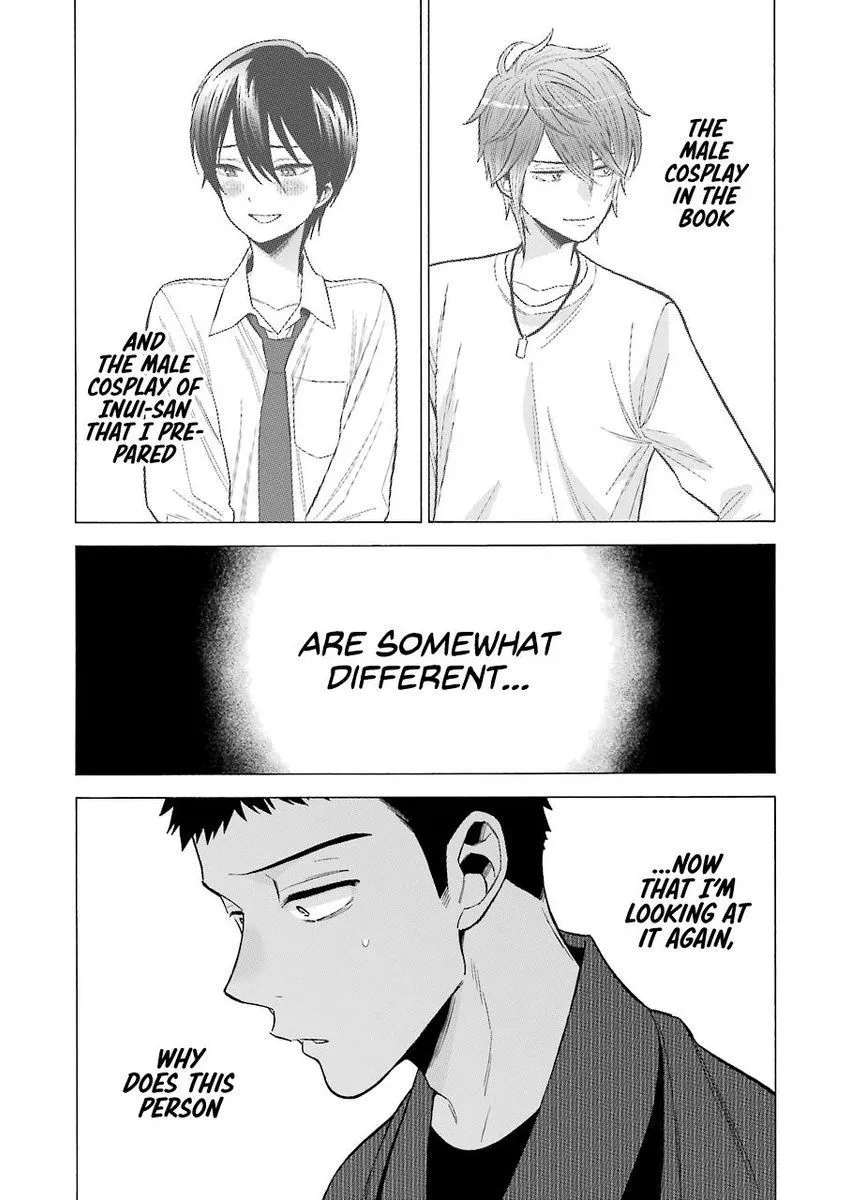 THE
MALE
COSPLAY
IN THE
BOOK
AND
THE MALE
COSPLAY OF
INUI-SAN
THAT I PRE-
PARED
ARE SOMEWHAT
DIFFERENT...
...NOW
THAT I'M
LOOKING AT
IT AGAIN,
WHY
DOES THIS
PERSON